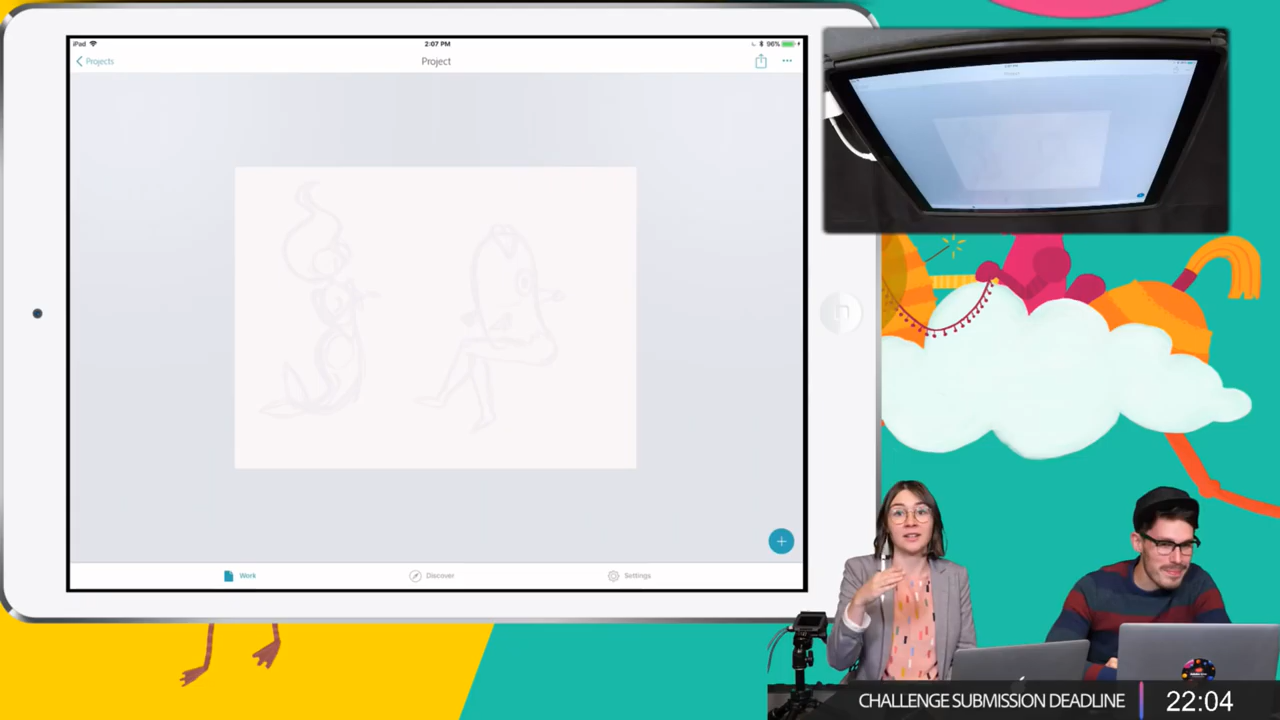 iPad
2:07 PM
96%
Projects
Project
Work
Discover
Settings
CHALLENGE SUBMISSION DEADLINE
22:04